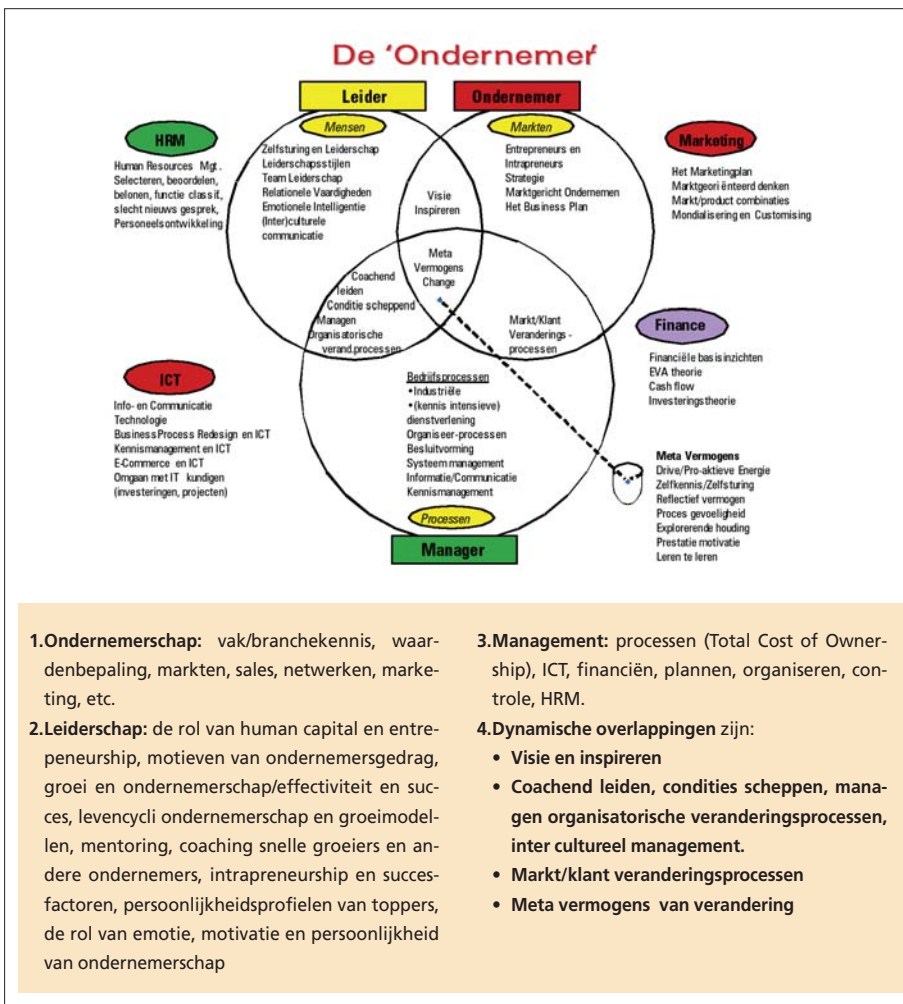 De 'Ondernemer'
Leider
Ondernemer
Mensen
Zelfsturing en Leiderschap
Leiderschapsstijlen
Team Leiderschap
Relationele Vaardigheden
Emotionele Intelligentie
(Inter)culturele
communicatie
Markten
Entrepreneurs en
Intrapreneurs
Strategie
Marktgericht Ondernemen
Het Business Plan
HRM
Human Resources Mgt.
Selecteren, beoordelen,
belonen, functie classif,
slecht nieuws gesprek,
Personeelsontwikkeling
Marketing
Het Marketingplan
Marktgeoriënteerd denken
Markt/product combinaties
Mondialisering en Customising
Visie
Inspireren
Meta
Vermogens
Change
Coachend
leiden
Conditie scheppend
Managen
Organisatorische
verand.processen
Markt/Klant
Veranderings-
processen
Finance
Financiële basisinzichten
EVA theorie
Cash flow
Investeringstheorie
ICT
Info- en Communicatie
Technologie
Business Process Redesign en ICT
Kennismanagement en ICT
E-Commerce en ICT
Omgaan met IT kundigen
(investeringen, projecten)
Bedrijfsprocessen
•Industriële
•(kennis intensieve)
dienstverlening
Organiseer-processen
Besluitvorming
Systeem management
Informatie/Communicatie
Kennismanagement
Processen
Manager
Meta Vermogens
Drive/Pro-aktieve Energie
Zelfkennis/Zelfsturing
Reflectief vermogen
Proces gevoeligheid
Explorerende houding
Prestatie motivatie
Leren te leren
1.Ondernemerschap: vak/branchekennis, waar-
denbepaling, markten, sales, netwerken, marke-
ting, etc.
2.Leiderschap: de rol van human capital en entre-
peneurship, motieven van ondernemersgedrag,
groei en ondernemerschap/effectiviteit en suc-
ces, levencycli ondernemerschap en groeimodel-
len, mentoring, coaching snelle groeiers en an-
dere ondernemers, intrapreneurship en succes-
factoren, persoonlijkheidsprofielen van toppers,
de rol van emotie, motivatie en persoonlijkheid
van ondernemerschap
3.Management: processen (Total Cost of Owner-
ship), ICT, financiën, plannen, organiseren, con-
trole, HRM.
4.Dynamische overlappingen zijn:
• Visie en inspireren
• Coachend leiden, condities scheppen, mana-
gen organisatorische veranderingsprocessen,
inter cultureel management.
• Markt/klant veranderingsprocessen
• Meta vermogens van verandering